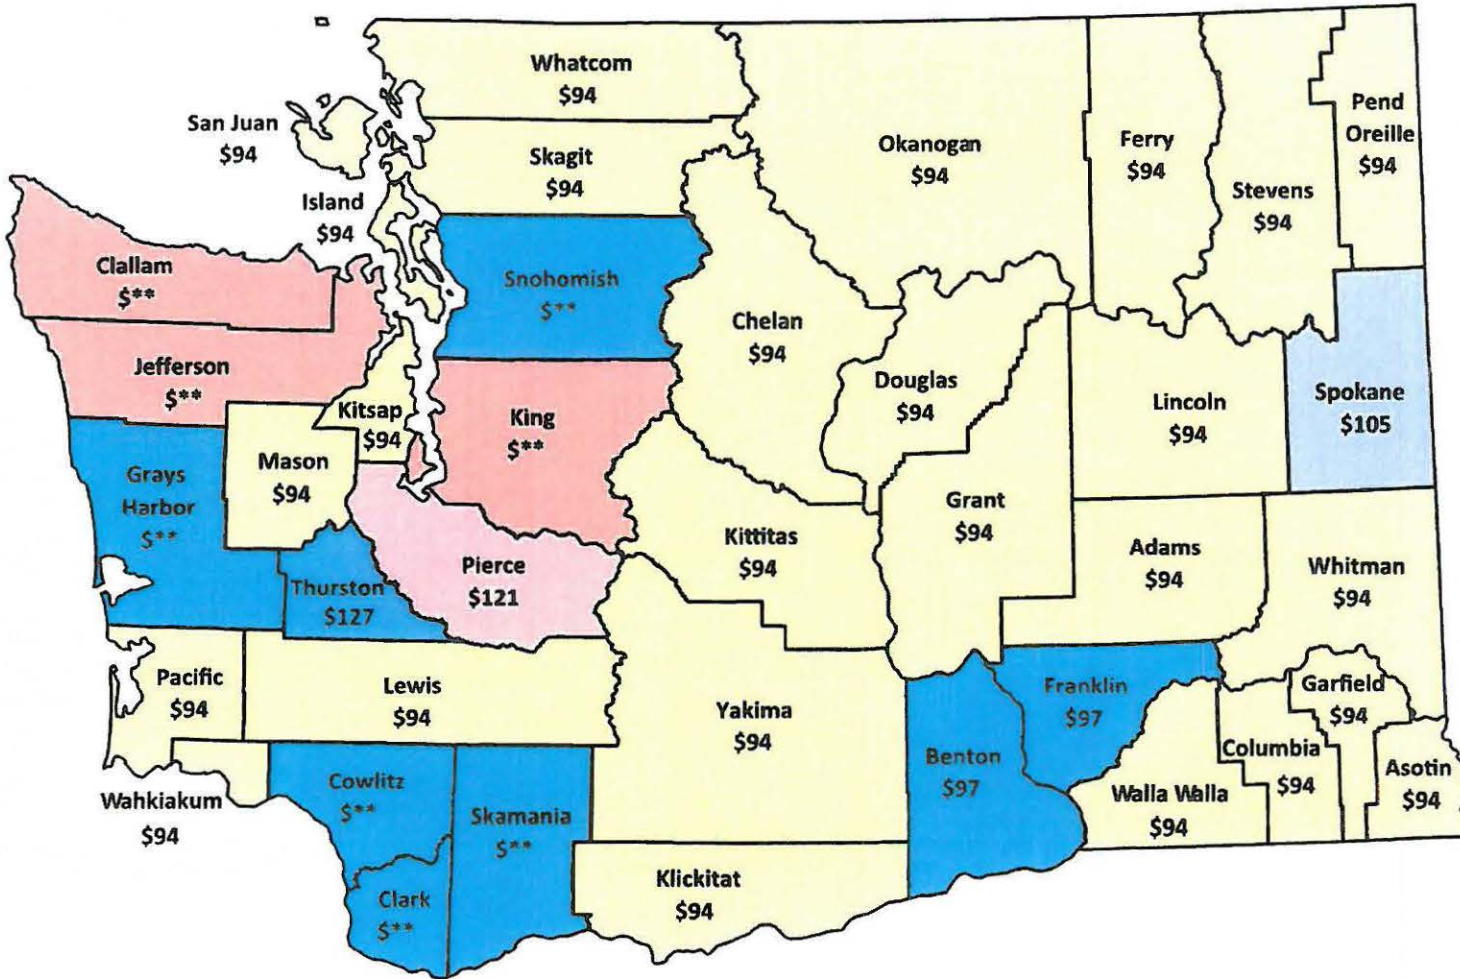 Whatcom
$94
San Juan
$94
Skagit
$94
Island
$94
Okanogan
$94
Ferry
$94
Stevens
$94
Pend
Oreille
$94
Clallam
$**
Snohomish
$**
Chelan
$94
Jefferson
$**
Kitsap
$94
King
$**
Douglas
$94
Lincoln
$94
Spokane
$105
Grays
Harbor
$**
Mason
$94
Grant
$94
Thurston
$127
Pierce
$121
Kittitas
$94
Adams
$94
Whitman
$94
Pacific
$94
Lewis
$94
Yakima
$94
Franklin
$97
Garfield
$94
Benton
$97
Columbia
$94
Asotin
$94
Wahkiakum
$94
Cowlitz
$**
Skamania
$**
Walla Walla
$94
Clark
$**
Klickitat
$94